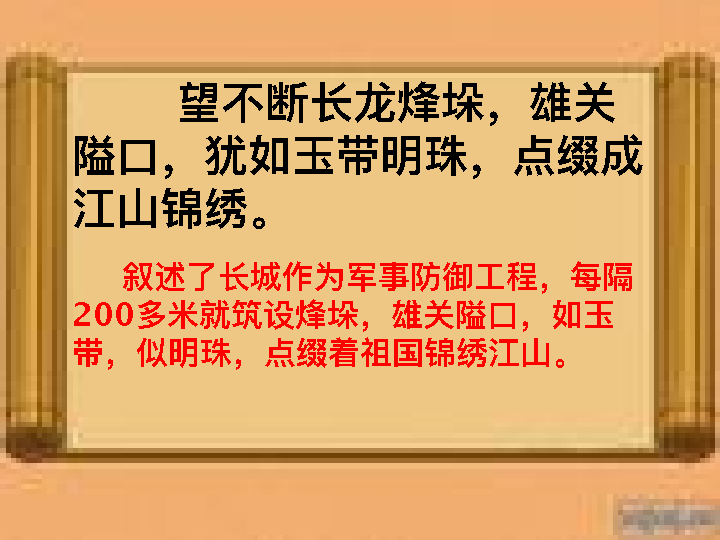 望不断长龙烽垛，雄关
隘口，犹如玉带明珠，点缀成
江山锦绣。
叙述了长城作为军事防御工程，每隔
200多米就筑设烽垛，雄关隘口，如玉
带，似明珠，点缀着祖国锦绣江山。